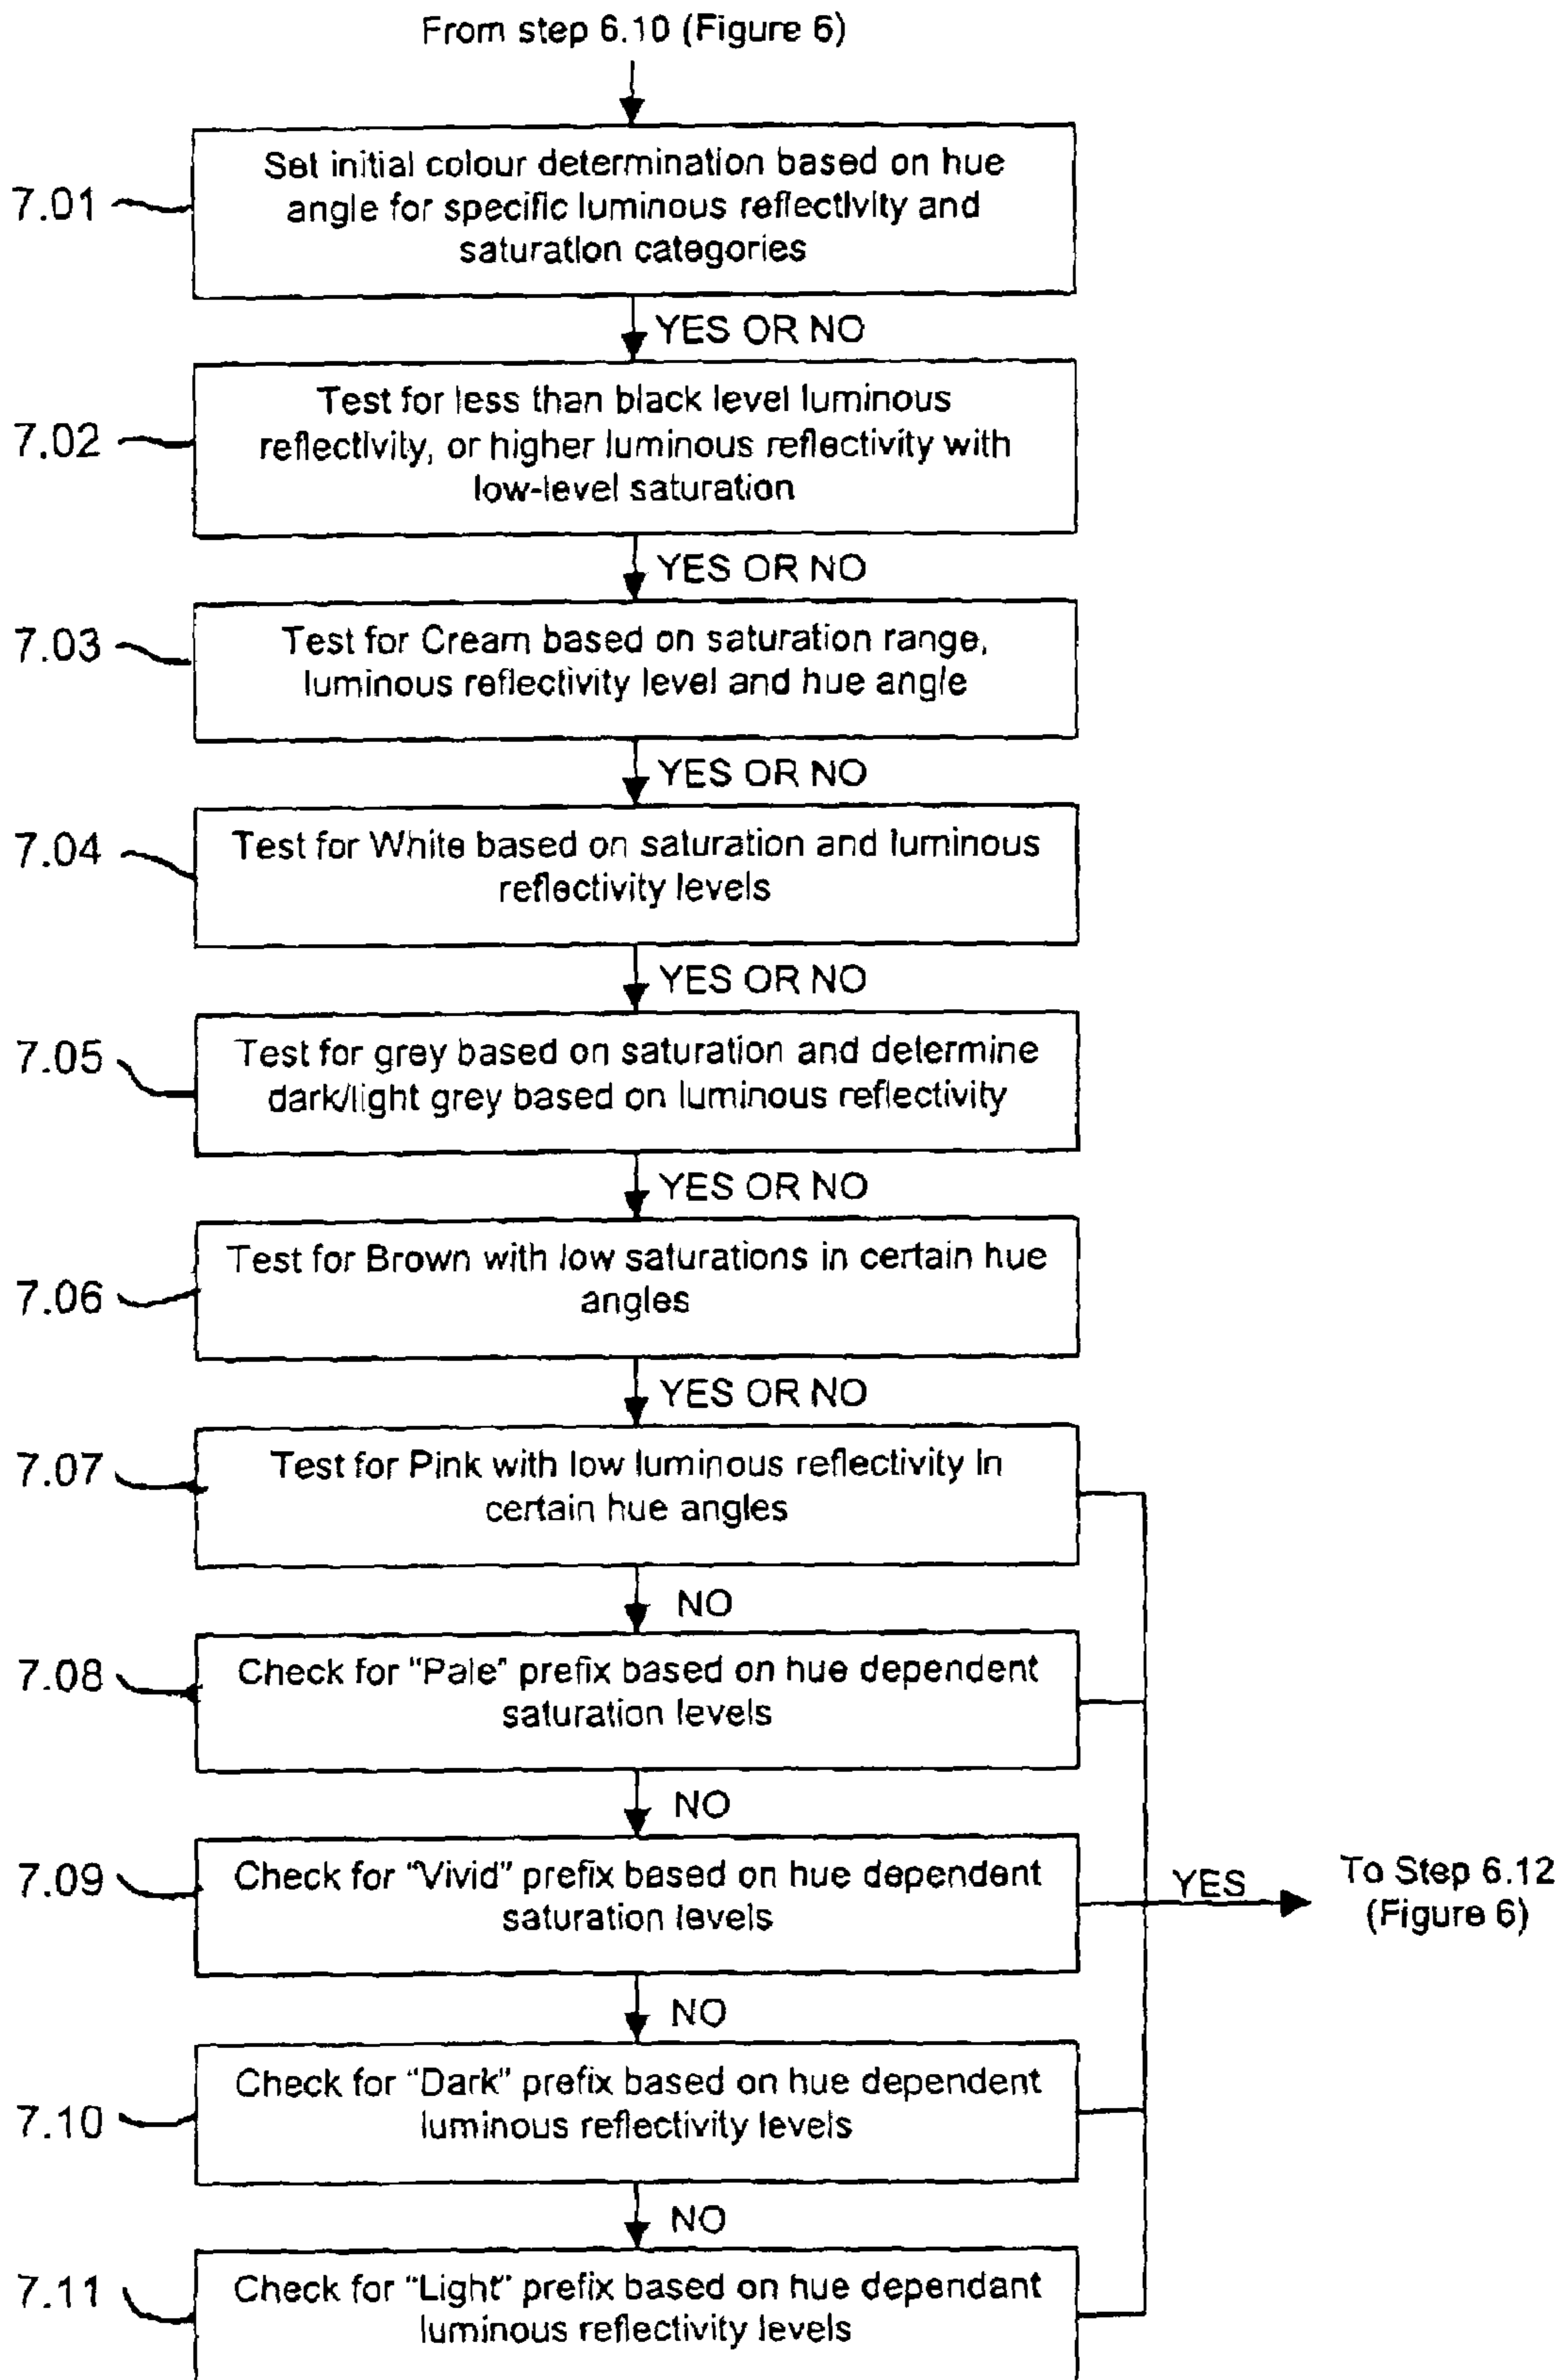 From step 6.10 (Figure 6)
7.01
Set initial colour determination based on hue
angle for specific luminous reflectivity and
saturation categories
YES OR NO
7.02
Test for less than black level luminous
reflectivity, or higher luminous reflectivity with
low-level saturation
YES OR NO
7.03
Test for Cream based on saturation range,
luminous reflectivity level and hue angle
YES OR NO
7.04
Test for White based on saturation and luminous
reflectivity levels
YES OR NO
7.05
Test for grey based on saturation and determine
dark/light grey based on luminous reflectivity
YES OR NO
7.06
Test for Brown with low saturations in certain hue
angles
YES OR NO
7.07
Test for Pink with low luminous reflectivity in
certain hue angles
NO
7.08
Check for "Pale" prefix based on hue dependent
saturation levels
NO
7.09
Check for "Vivid" prefix based on hue dependent
saturation levels
YES
To Step 6.12
(Figure 6)
NO
7.10
Check for "Dark" prefix based on hue dependent
luminous reflectivity levels
NO
7.11
Check for "Light" prefix based on hue dependant
luminous reflectivity levels